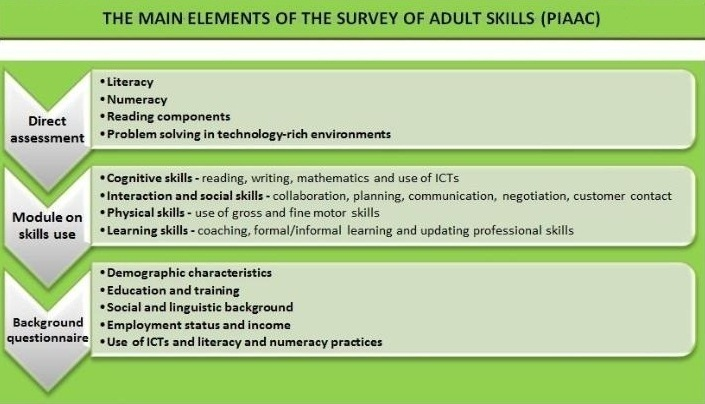 THE MAIN ELEMENTS OF THE SURVEY OF ADULT SKILLS (PIAAC)
Direct
assessment
•Literacy
•Numeracy
•Reading components
•Problem solving in technology-rich environments
Module on
skills use
•Cognitive skills - reading, writing, mathematics and use of ICTs
•Interaction and social skills - collaboration, planning, communication, negotiation, customer contact
•Physical skills - use of gross and fine motor skills
•Learning skills - coaching, formal/informal learning and updating professional skills
Background
questionnaire
•Demographic characteristics
•Education and training
•Social and linguistic background
•Employment status and income
•Use of ICTs and literacy and numeracy practices